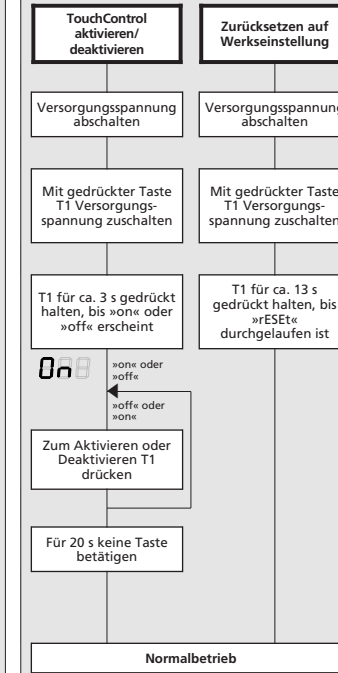 TouchControl
aktivieren/
deaktivieren
Versorgungsspannung
abschalten
Mit gedrückter Taste
T1 Versorgungs-
spannung zuschalten
T1 für ca. 3 s gedrückt
halten, bis »on« oder
»off« erscheint
On
»on« oder
»off«
»off« oder
»on«
Zum Aktivieren oder
Deaktivieren T1
drücken
Für 20 s keine Taste
betätigen
Zurücksetzen auf
Werkseinstellung
Versorgungsspannung
abschalten
Mit gedrückter Taste
T1 Versorgungs-
spannung zuschalten
T1 für ca. 13 s
gedrückt halten, bis
»rESEt«
durchgelaufen ist
Normalbetrieb